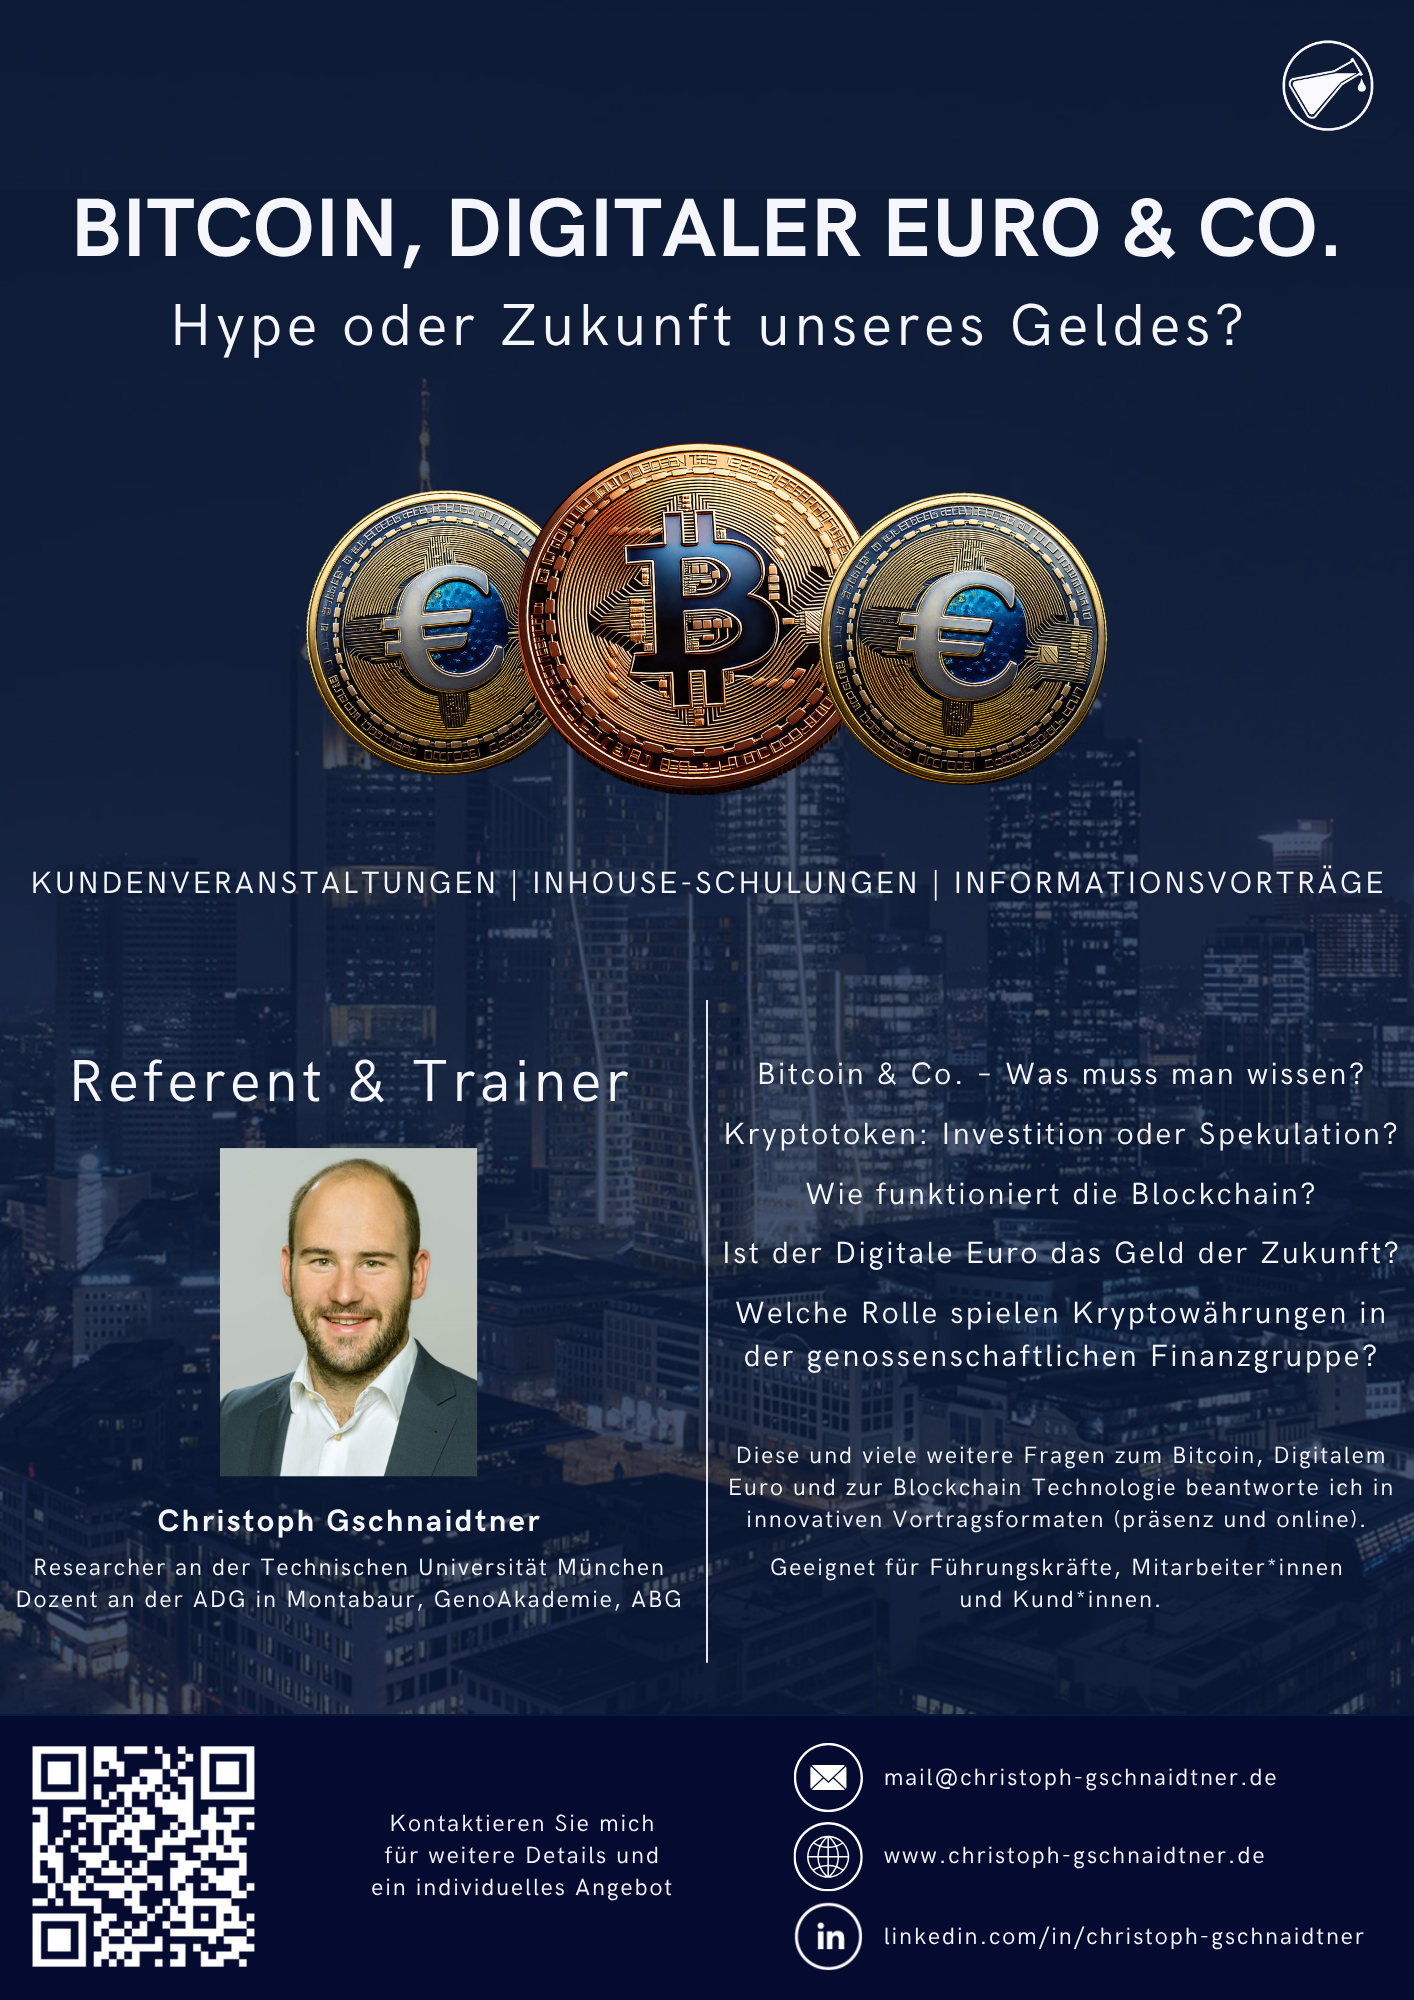 BITCOIN, DIGITALER EURO & CO.
Hype oder Zukunft unseres Geldes?
KUNDENVERANSTALTUNGEN | INHOUSE-SCHULUNGEN | INFORMATIONSVORTRÄGE
Referent & Trainer
Christoph Gschnaidtner
Researcher an der Technischen Universität München
Dozent an der ADG in Montabaur, GenoAkademie, ABG
Bitcoin & Co. – Was muss man wissen?
Kryptotoken: Investition oder Spekulation?
Wie funktioniert die Blockchain?
Ist der Digitale Euro das Geld der Zukunft?
Welche Rolle spielen Kryptowährungen in
der genossenschaftlichen Finanzgruppe?
Diese und viele weitere Fragen zum Bitcoin, Digitalem
Euro und zur Blockchain Technologie beantworte ich in
innovativen Vortragsformaten (präsenz und online).
Geeignet für Führungskräfte, Mitarbeiter*innen
und Kund*innen.
Kontaktieren Sie mich
für weitere Details und
ein individuelles Angebot
mail@christoph-gschnaidtner.de
www.christoph-gschnaidtner.de
linkedin.com/in/christoph-gschnaidtner